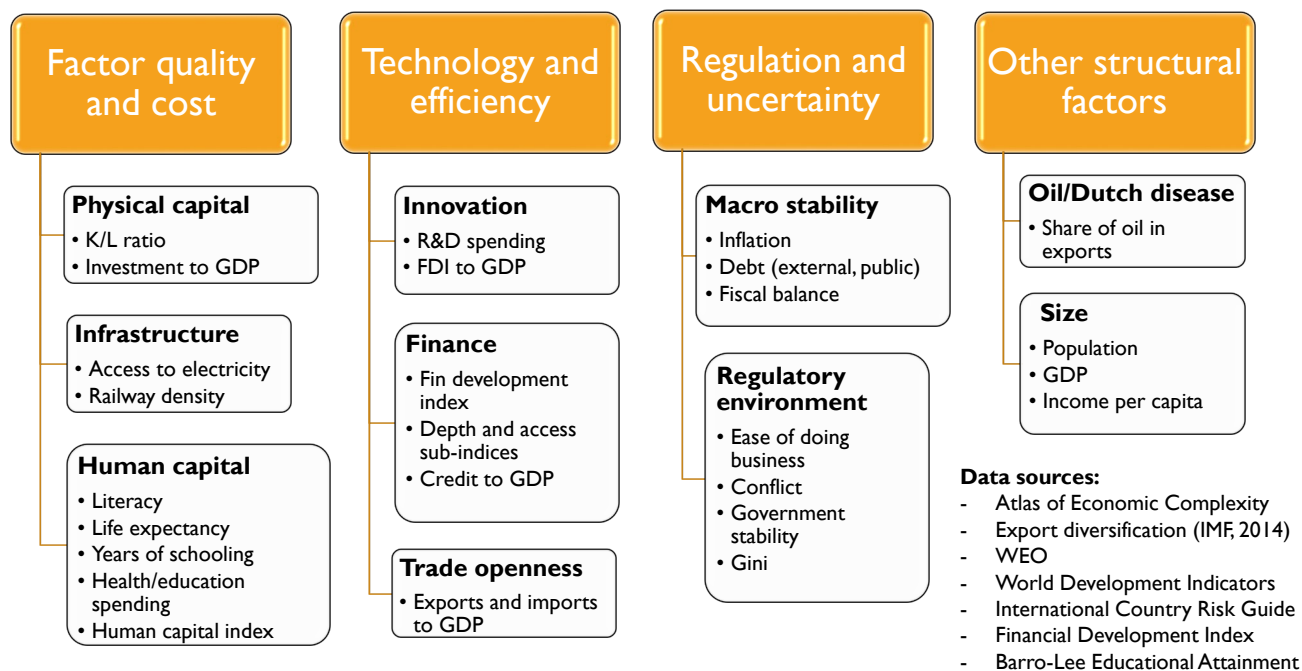 Factor quality
and cost
Physical capital
• K/L ratio
• Investment to GDP
Infrastructure
• Access to electricity
• Railway density
Human capital
• Literacy
• Life expectancy
• Years of schooling
• Health/education
spending
• Human capital index
Technology and
efficiency
Innovation
• R&D spending
• FDI to GDP
Finance
• Fin development
index
• Depth and access
sub-indices
• Credit to GDP
Trade openness
• Exports and imports
to GDP
Regulation and
uncertainty
Macro stability
• Inflation
• Debt (external, public)
• Fiscal balance
Regulatory
environment
• Ease of doing
business
• Conflict
• Government
stability
• Gini
Other structural
factors
Oil/Dutch disease
• Share of oil in
exports
Size
• Population
• GDP
• Income per capita
Data sources:
- Atlas of Economic Complexity
- Export diversification (IMF, 2014)
- WEO
- World Development Indicators
- International Country Risk Guide
- Financial Development Index
- Barro-Lee Educational Attainment